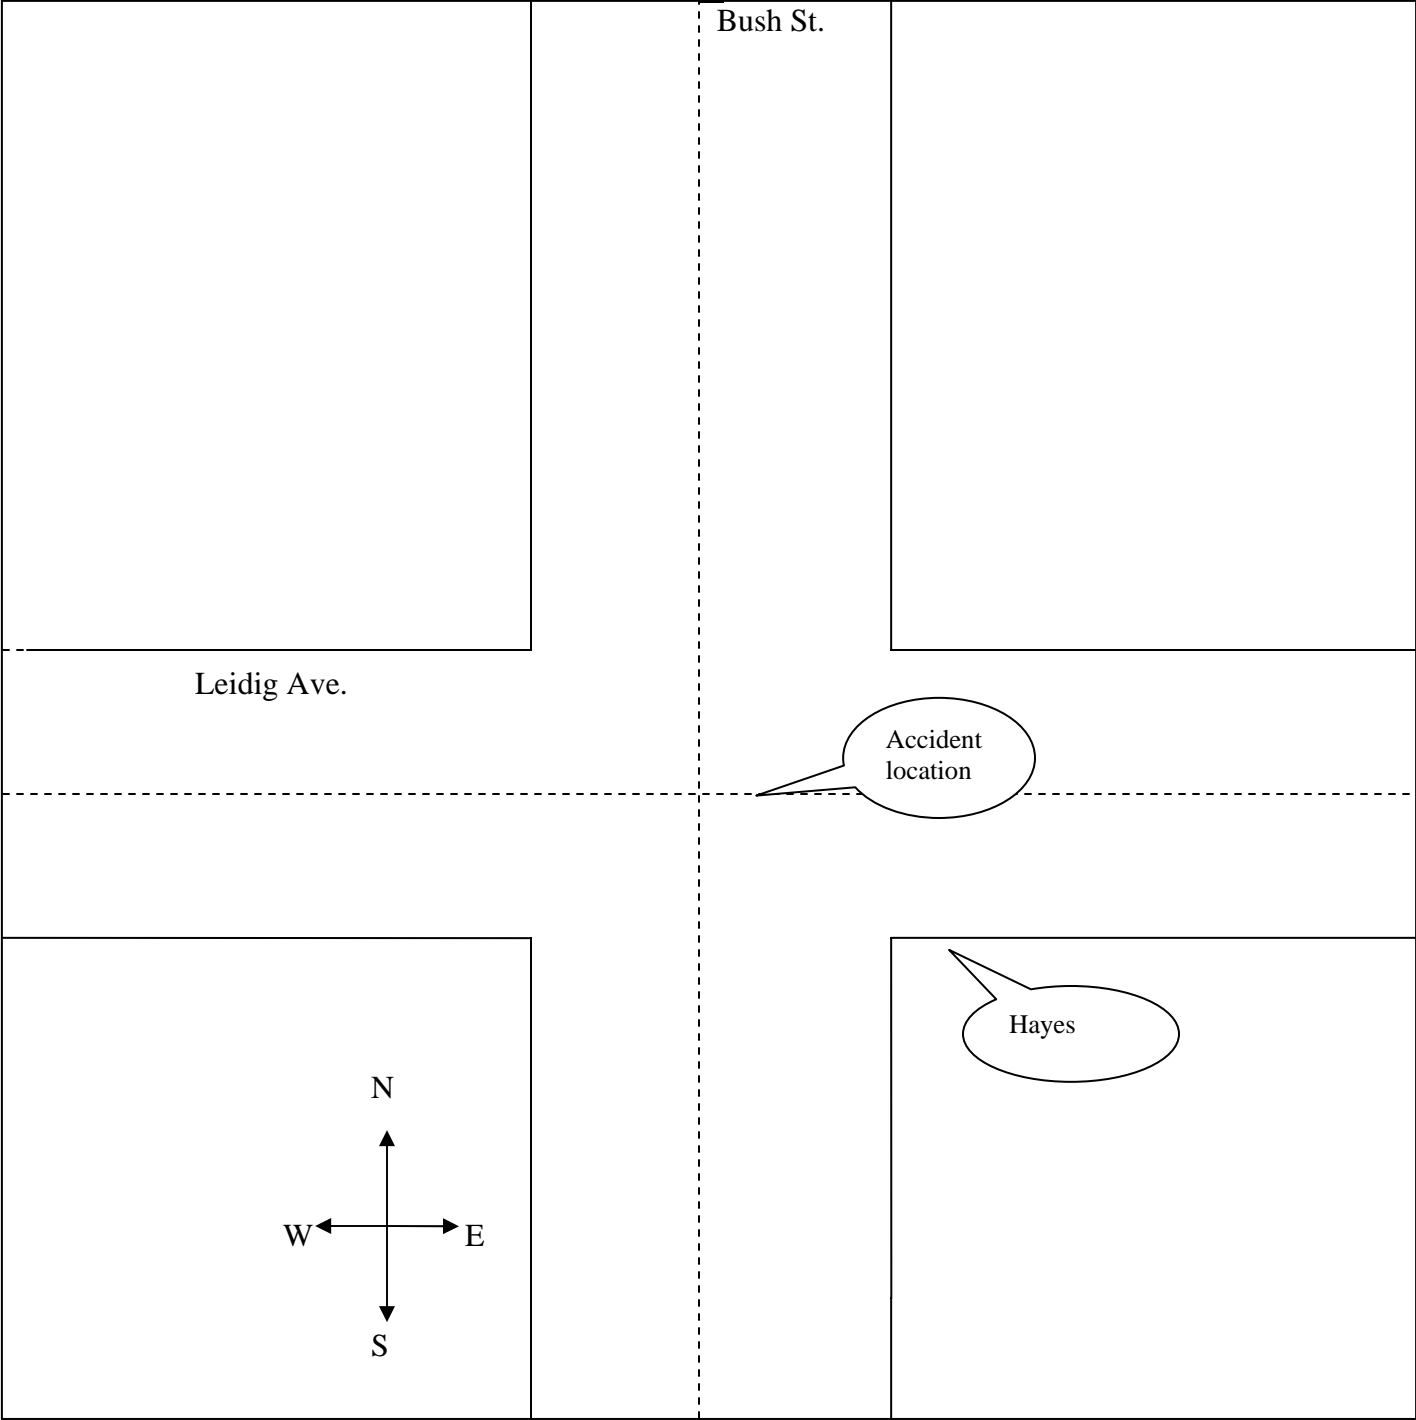 Bush St.
Leidig Ave.
Accident
location
Hayes
N
W
E
S